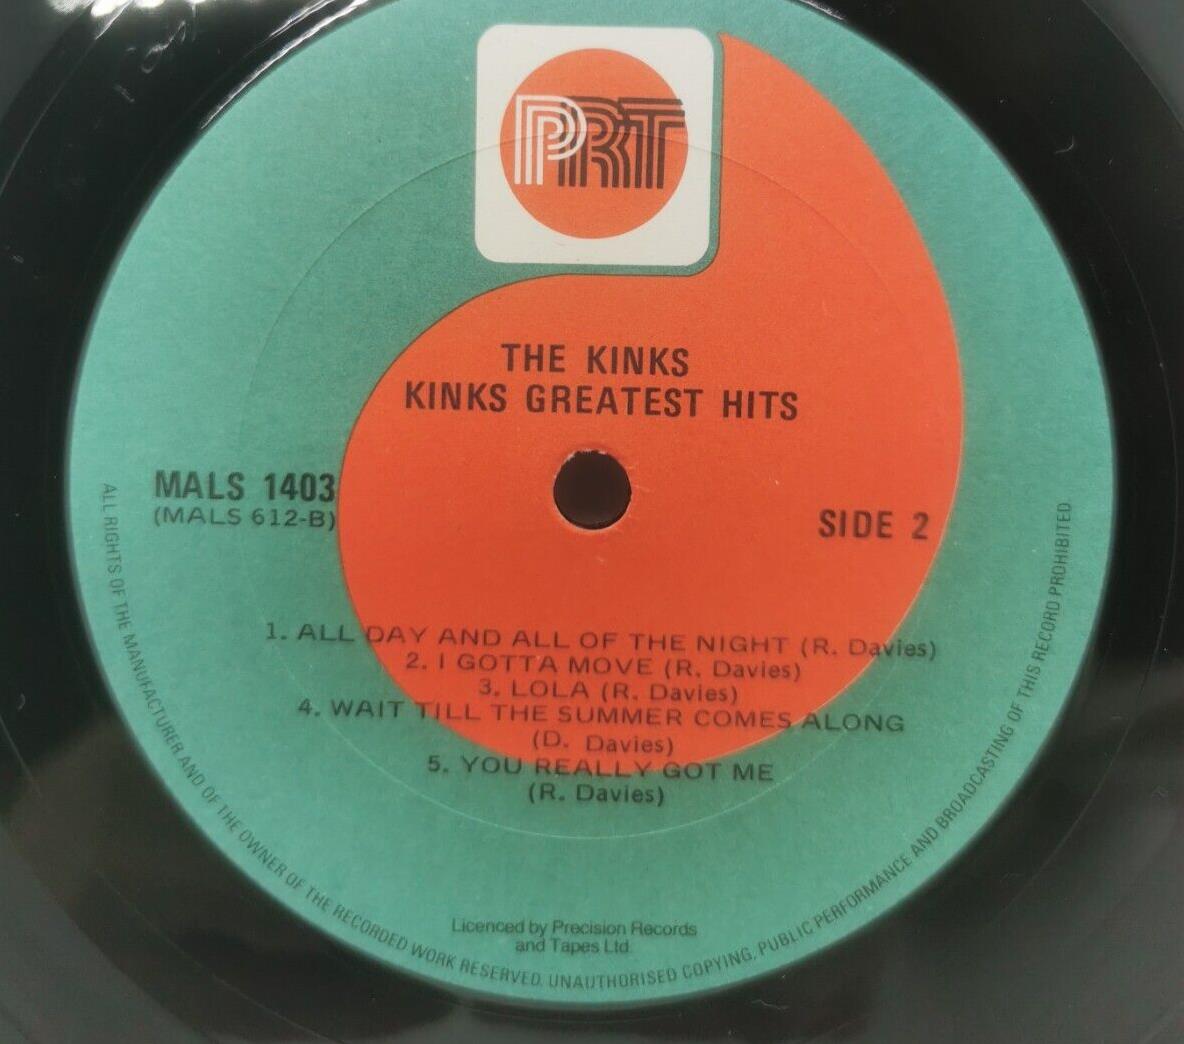 PRT
THE KINKS
KINKS GREATEST HITS
MALS 1403
(MALS 612-B)
SIDE 2
1. ALL DAY AND ALL OF THE NIGHT (R. Davies)
2. I GOTTA MOVE (R. Davies)
3. LOLA (R. Davies)
4. WAIT TILL THE SUMMER COMES ALONG
(D. Davies)
5. YOU REALLY GOT ME
(R. Davies)
Licenced by Precision Records
and Tapes Ltd.
ALL RIGHTS OF THE MANUFACTURER AND OF THE OWNER OF THE RECORDED WORK RESERVED. UNAUTHORISED COPYING, PUBLIC PERFORMANCE AND BROADCASTING OF THIS RECORD PROHIBITED